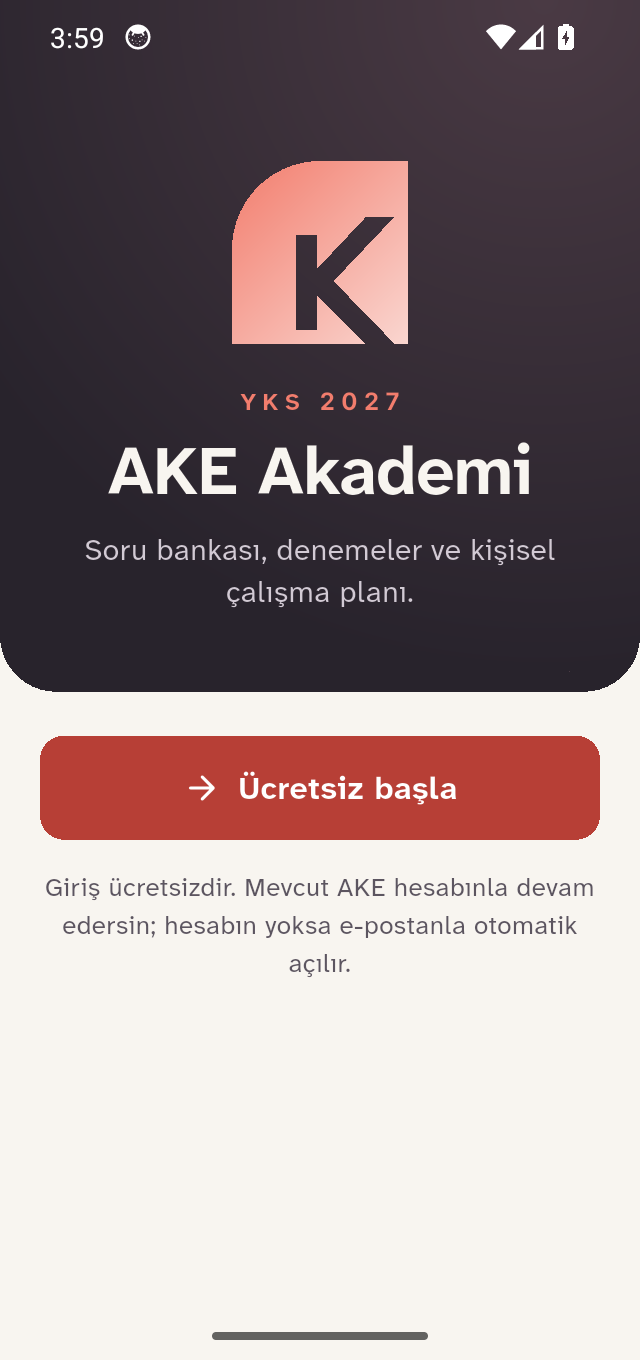 3:59
K
YKS 2027
AKE Akademi
Soru bankası, denemeler ve kişisel
çalışma planı.
Ücretsiz başla
Giriş ücretsizdir. Mevcut AKE hesabınla devam
edersin; hesabın yoksa e-postanla otomatik
açılır.